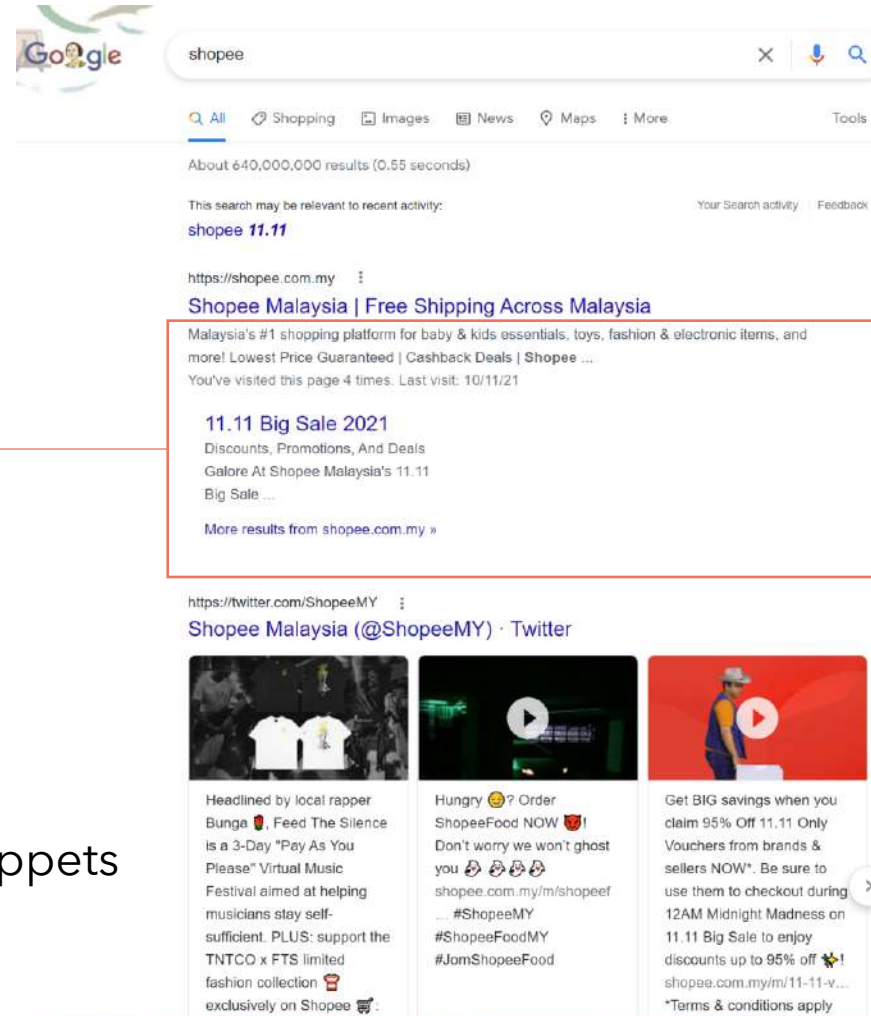 Google
shopee
All Shopping Images News Maps More Tools
About 640,000,000 results (0.55 seconds)
This search may be relevant to recent activity: Your Search activity Feedback
shopee 11.11
https://shopee.com.my
Shopee Malaysia | Free Shipping Across Malaysia
Malaysia's #1 shopping platform for baby & kids essentials, toys, fashion & electronic items, and
more! Lowest Price Guaranteed | Cashback Deals | Shopee ...
You've visited this page 4 times. Last visit: 10/11/21
11.11 Big Sale 2021
Discounts, Promotions, And Deals
Galore At Shopee Malaysia's 11.11
Big Sale ...
More results from shopee.com.my »
https://twitter.com/ShopeeMY
Shopee Malaysia (@ShopeeMY) · Twitter
ppets
Headlined by local rapper
Bunga 🌹, Feed The Silence
is a 3-Day "Pay As You
Please" Virtual Music
Festival aimed at helping
musicians stay self-
sufficient. PLUS: support the
TNTCO x FTS limited
fashion collection 👚
exclusively on Shopee 🛒:
Hungry 😏? Order
ShopeeFood NOW 😈!
Don't worry we won't ghost
you 👻 👻👻👻
shopee.com.my/m/shopeef
... #ShopeeMY
#ShopeeFoodMY
#JomShopeeFood
Get BIG savings when you
claim 95% Off 11.11 Only
Vouchers from brands &
sellers NOW*. Be sure to
use them to checkout during
12AM Midnight Madness on
11.11 Big Sale to enjoy
discounts up to 95% off !
shopee.com.my/m/11-11-v...
*Terms & conditions apply